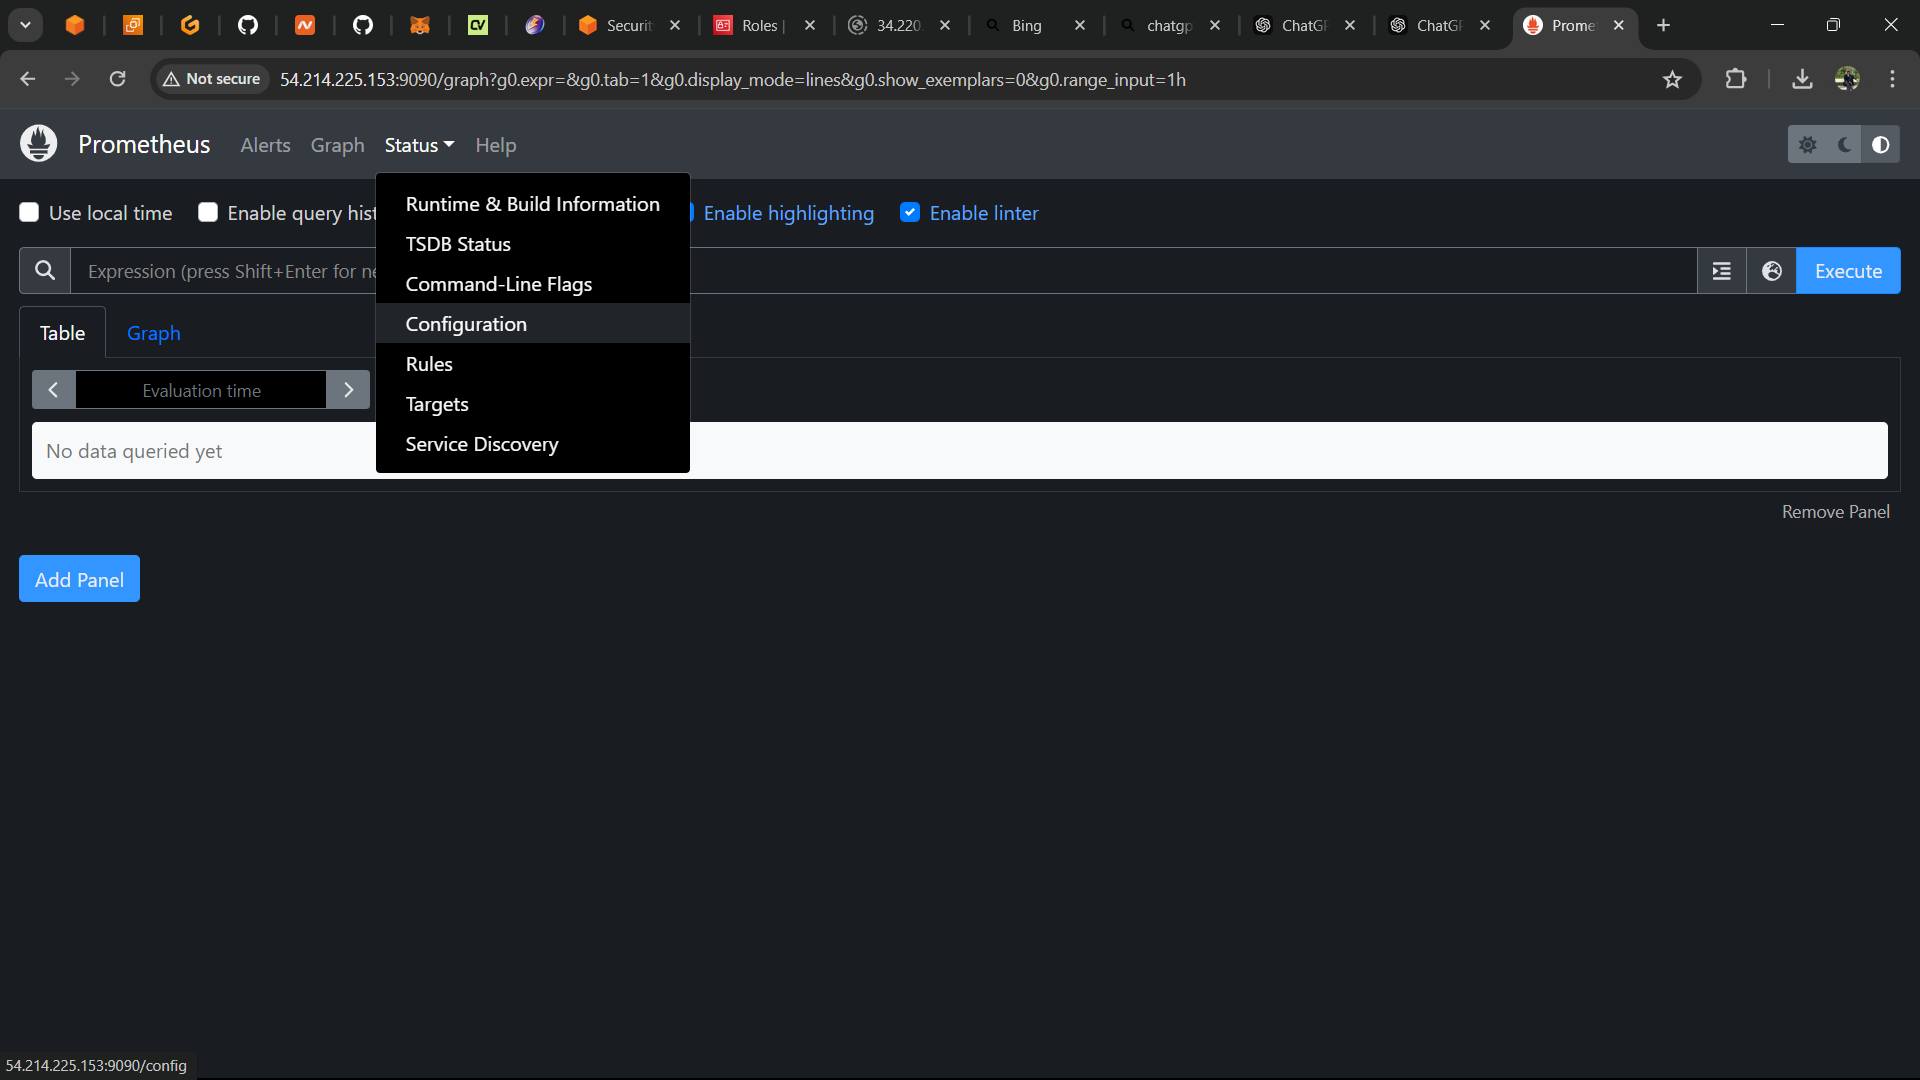 Securit
Roles |
34.220.
Bing
chatgp
ChatGP
ChatGP
Prome
Not secure
54.214.225.153:9090/graph?g0.expr=&g0.tab=1&g0.display_mode=lines&g0.show_exemplars=0&g0.range_input=1h
Prometheus
Alerts
Graph
Status
Help
Use local time
Enable query hist
Enable highlighting
Enable linter
Runtime & Build Information
TSDB Status
Command-Line Flags
Configuration
Rules
Targets
Service Discovery
Expression (press Shift+Enter for ne
Execute
Table
Graph
Evaluation time
No data queried yet
Remove Panel
Add Panel
54.214.225.153:9090/config